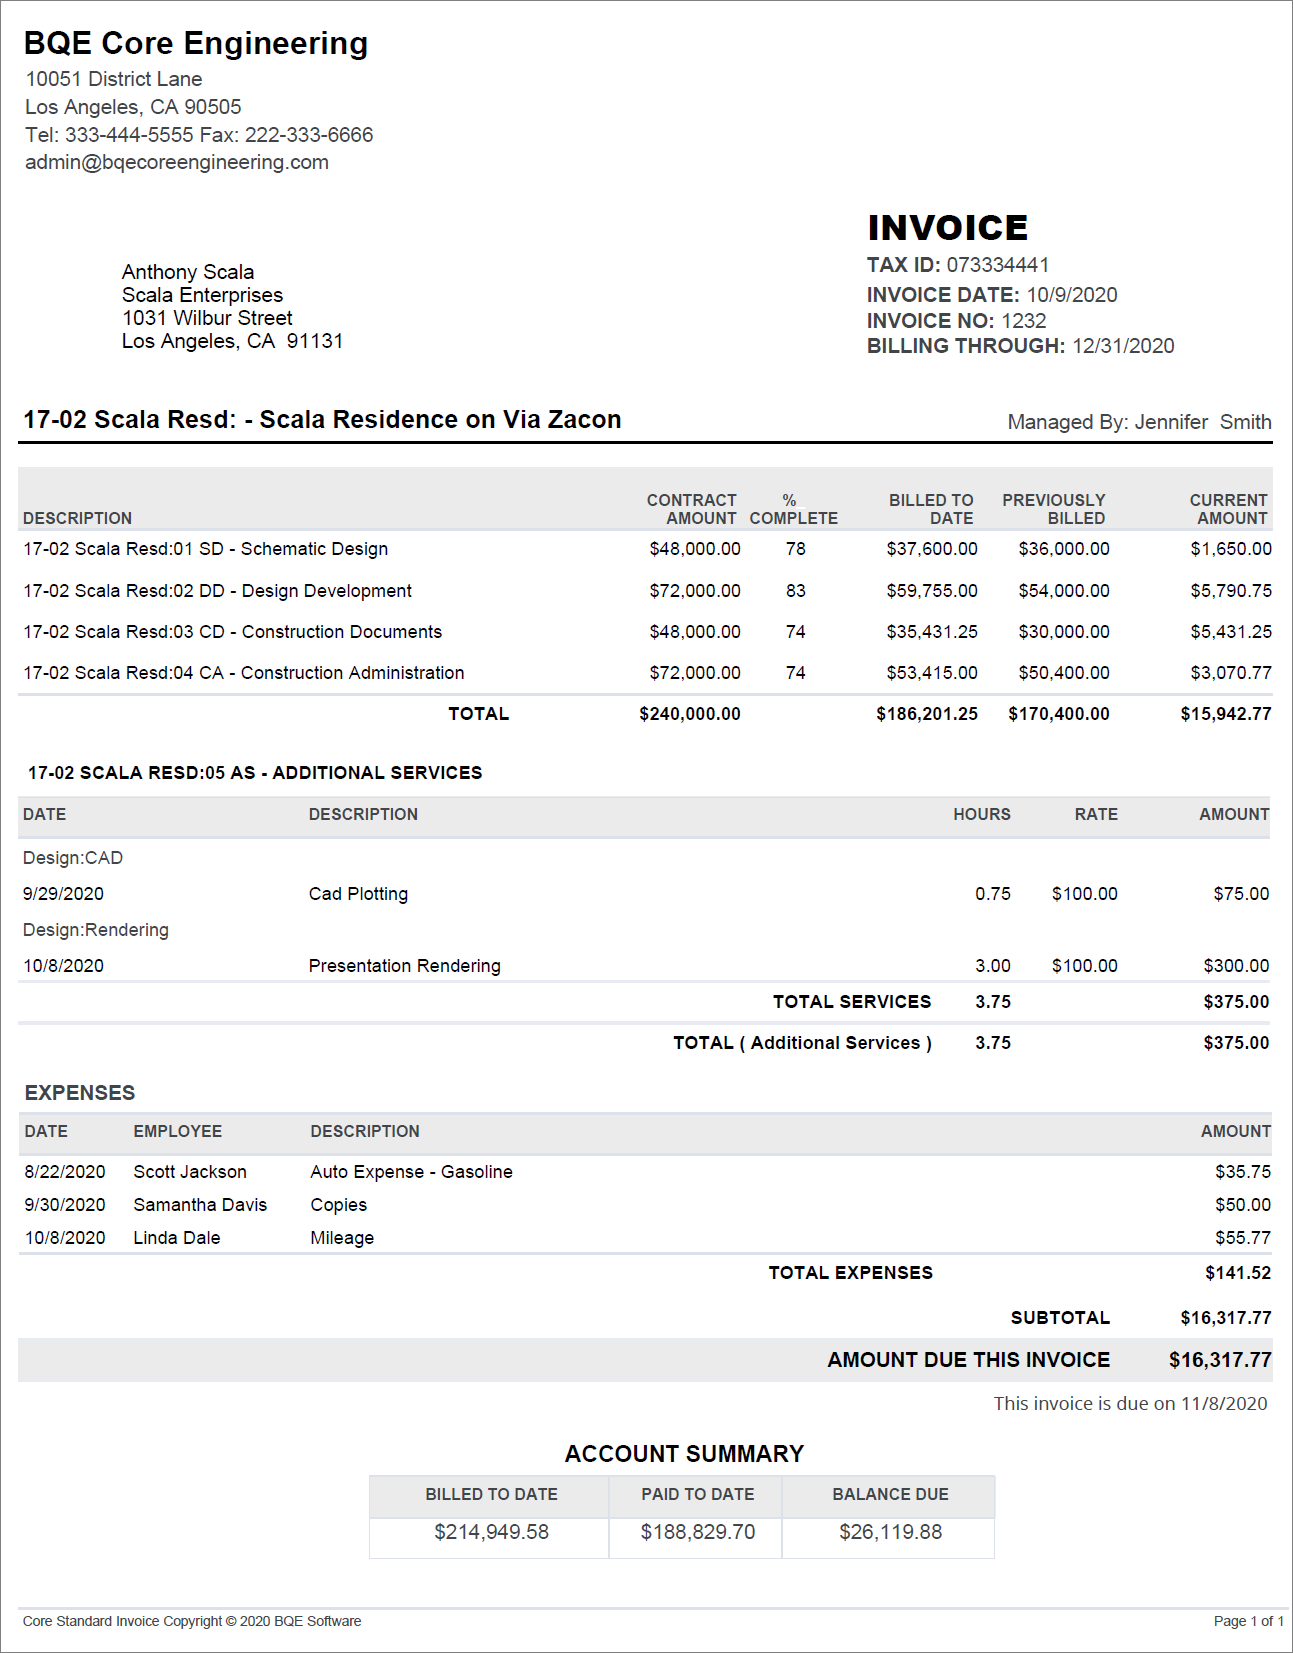 BQE Core Engineering
10051 District Lane
Los Angeles, CA 90505
Tel: 333-444-5555 Fax: 222-333-6666
admin@bqecoreengineering.com
INVOICE
TAX ID: 073334441
INVOICE DATE: 10/9/2020
INVOICE NO: 1232
BILLING THROUGH: 12/31/2020
Anthony Scala
Scala Enterprises
1031 Wilbur Street
Los Angeles, CA  91131
17-02 Scala Resd: - Scala Residence on Via Zacon Managed By: Jennifer  Smith
CONTRACT % BILLED TO PREVIOUSLY CURRENT
DESCRIPTION AMOUNT COMPLETE DATE BILLED AMOUNT
17-02 Scala Resd:01 SD - Schematic Design $48,000.00 78 $37,600.00 $36,000.00 $1,650.00
17-02 Scala Resd:02 DD - Design Development $72,000.00 83 $59,755.00 $54,000.00 $5,790.75
17-02 Scala Resd:03 CD - Construction Documents $48,000.00 74 $35,431.25 $30,000.00 $5,431.25
17-02 Scala Resd:04 CA - Construction Administration $72,000.00 74 $53,415.00 $50,400.00 $3,070.77
TOTAL $240,000.00 $186,201.25 $170,400.00 $15,942.77
17-02 SCALA RESD:05 AS - ADDITIONAL SERVICES
DATE DESCRIPTION HOURS RATE AMOUNT
Design:CAD
9/29/2020 Cad Plotting 0.75 $100.00 $75.00
Design:Rendering
10/8/2020 Presentation Rendering 3.00 $100.00 $300.00
TOTAL SERVICES 3.75 $375.00
TOTAL ( Additional Services ) 3.75 $375.00
EXPENSES
DATE EMPLOYEE DESCRIPTION AMOUNT
8/22/2020 Scott Jackson Auto Expense - Gasoline $35.75
9/30/2020 Samantha Davis Copies $50.00
10/8/2020 Linda Dale Mileage $55.77
TOTAL EXPENSES $141.52
SUBTOTAL $16,317.77
AMOUNT DUE THIS INVOICE $16,317.77
This invoice is due on 11/8/2020
ACCOUNT SUMMARY
BILLED TO DATE PAID TO DATE BALANCE DUE
$214,949.58 $188,829.70 $26,119.88
Core Standard Invoice Copyright © 2020 BQE Software Page 1 of 1